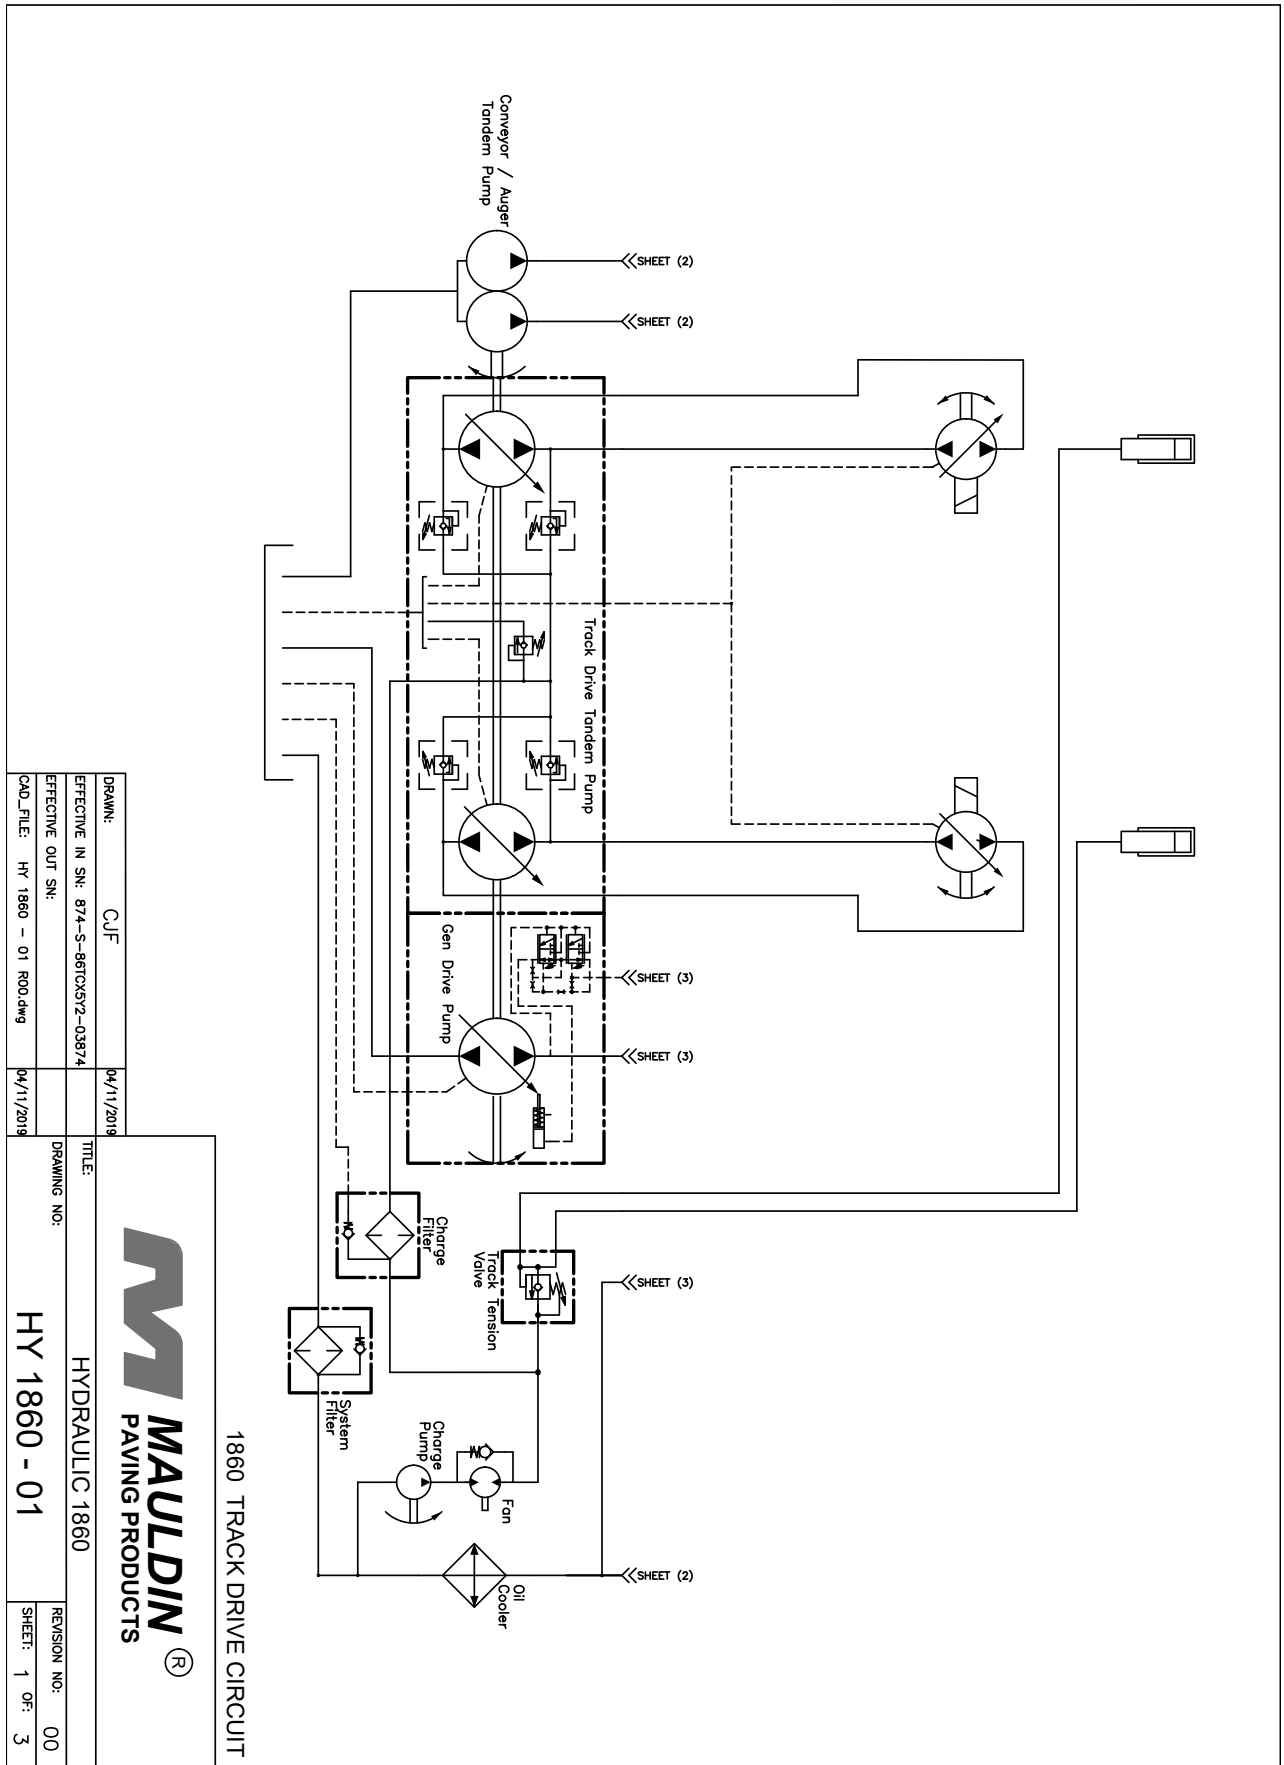 Conveyor / Auger
Tandem Pump
SHEET (2)
SHEET (2)
Track Drive Tandem Pump
Gen Drive Pump
SHEET (3)
SHEET (3)
Charge
Filter
Track Tension
Valve
SHEET (3)
System
Filter
Charge
Pump
Fan
Oil
Cooler
SHEET (2)
1860 TRACK DRIVE CIRCUIT
MAULDIN ®
PAVING PRODUCTS
DRAWN: CJF 04/11/2019
EFFECTIVE IN SN: 874-S-86TCX5Y2-03874
EFFECTIVE OUT SN:
CAD_FILE: HY 1860 - 01 R00.dwg 04/11/2019
TITLE: HYDRAULIC 1860
DRAWING NO: HY 1860 - 01
REVISION NO: 00
SHEET: 1 OF: 3